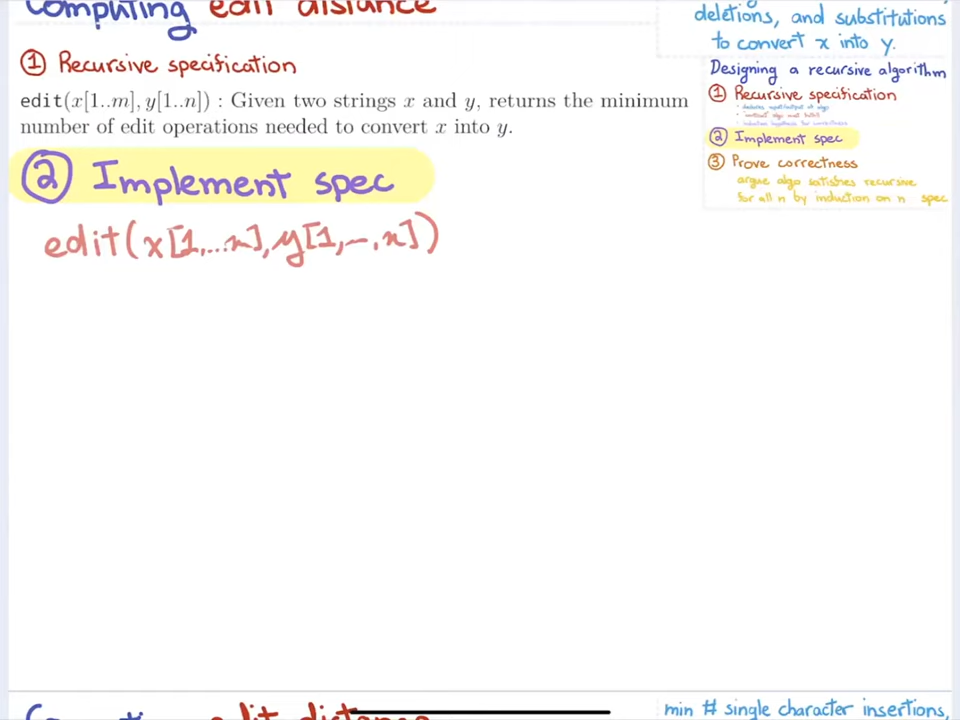 Computing edit distance
① Recursive specification
edit(x[1..m], y[1..n]) : Given two strings x and y, returns the minimum
number of edit operations needed to convert x into y.
② Implement spec
edit(x[1,...n], y[1,–,n])
deletions, and substitutions
to convert x into y.
Designing a recursive algorithm
① Recursive specification
② Implement spec
③ Prove correctness
argue algo satisfies recursive
for all n by induction on n spec
edit distance
min # single character insertions,